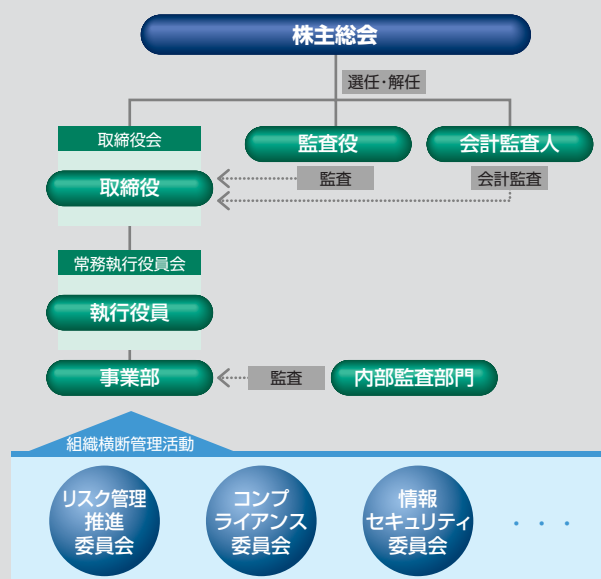 株主総会
選任・解任
取締役会
監査役
会計監査人
取締役
監査
会計監査
常務執行役員会
執行役員
事業部
監査
内部監査部門
組織横断管理活動
リスク管理
推進
委員会
コンプ
ライアンス
委員会
情報
セキュリティ
委員会
・・・